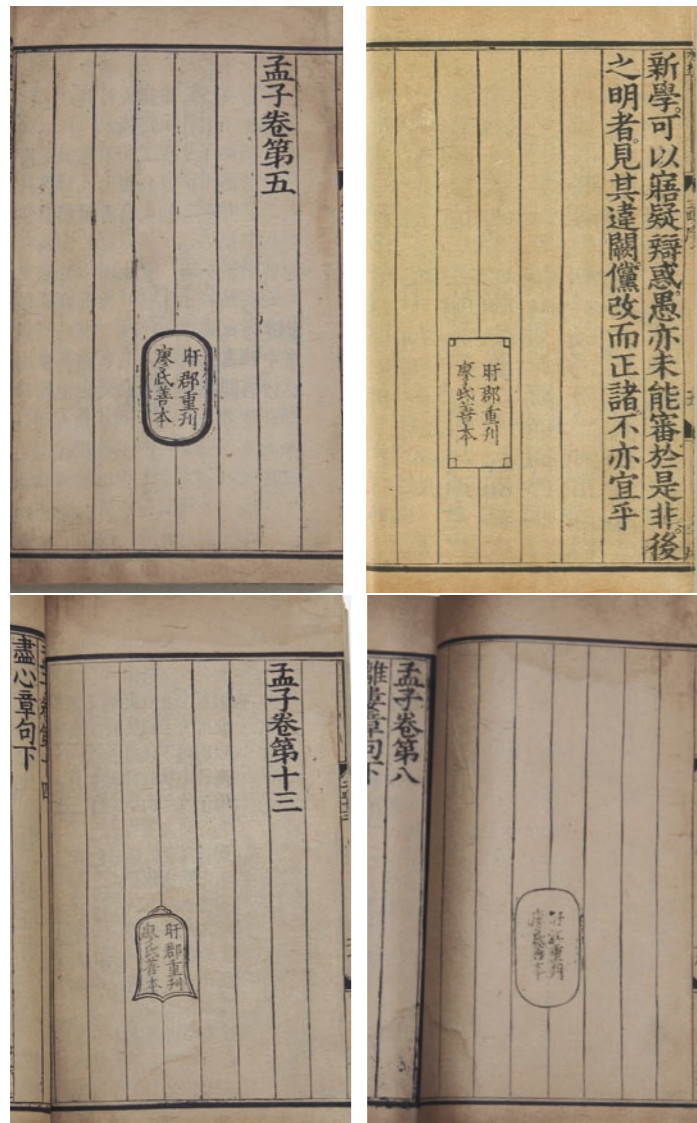 孟子卷第五
盱郡重刋
廖氏善本
新學可以寤疑辯惑愚亦未能審於是非後
之明者見其違闕儻改而正諸不亦宜乎
盱郡重刋
廖氏善本
孟子卷第十三
盱郡重刋
廖氏善本
盡心章句下
孟子卷第八
離婁章句下
盱郡重刋
廖氏善本